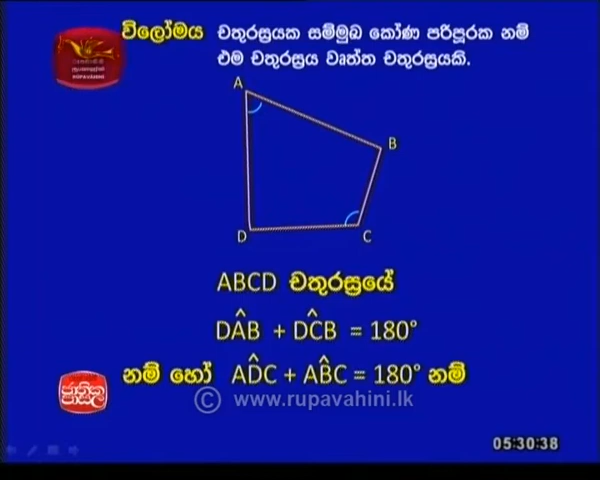 විලෝමය චතුරස්‍රයක සම්මුඛ කෝණ පරිපූරක නම්
එම චතුරස්‍රය වෘත්ත චතුරස්‍රයකි.
A
B
D
C
ABCD චතුරස්‍රයේ
DÂB + DĈB = 180°
නම් හෝ AD̂C + AB̂C = 180° නම්
ජාතික
පාසල
© www.rupavahini.lk
05:30:38